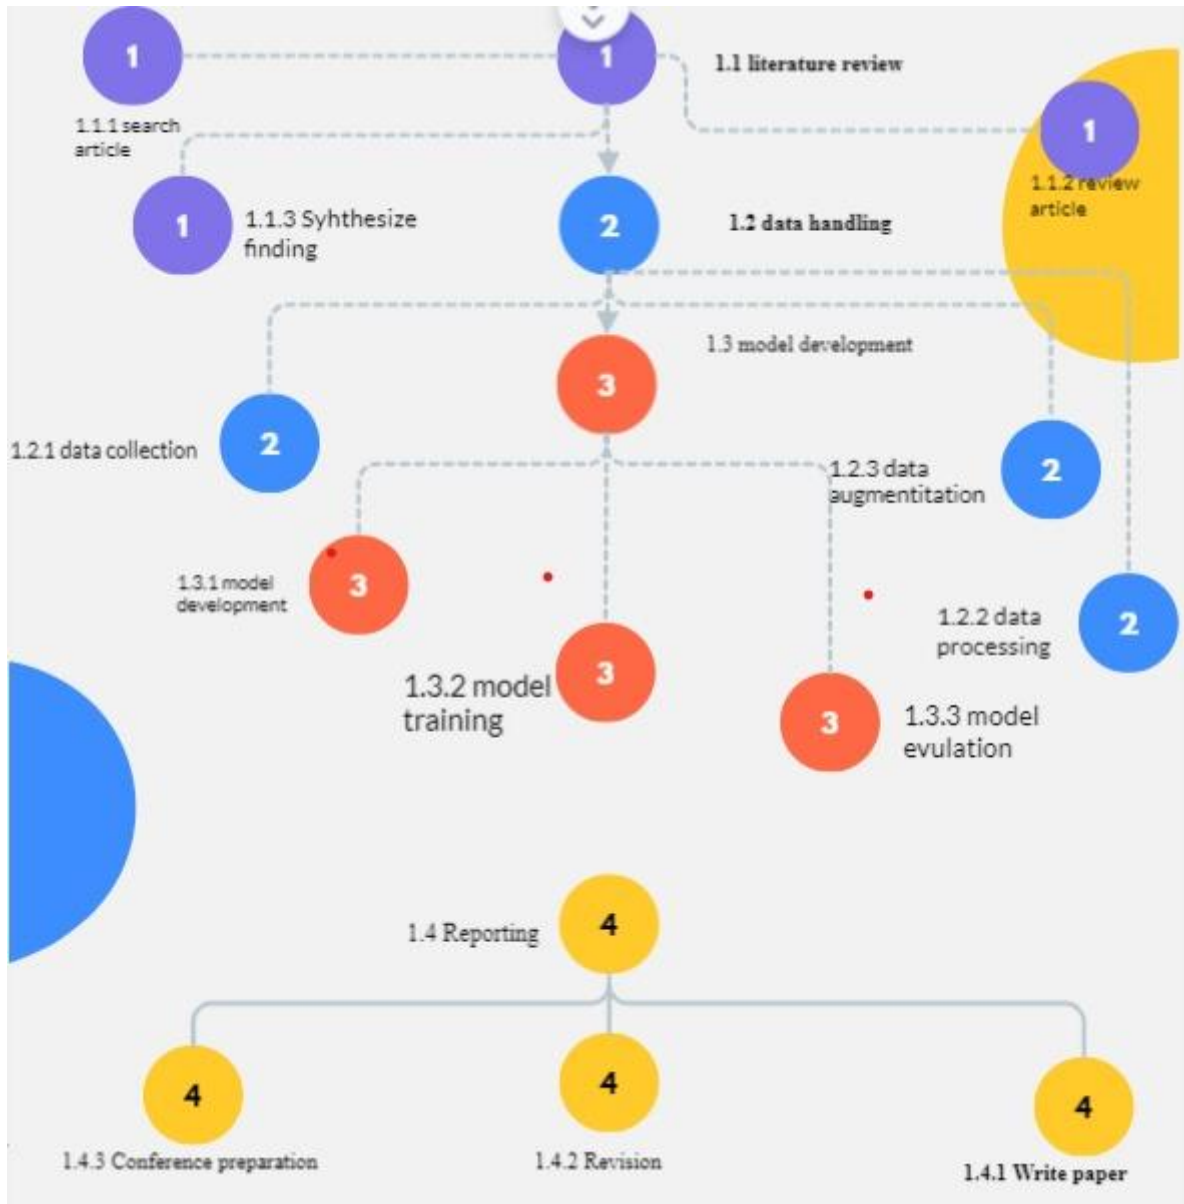 1
1
1.1 literature review
1
1.1.1 search
article
1.1.2 review
article
1
1.1.3 Syhthesize
finding
2
1.2 data handling
1.3 model development
3
1.2.1 data collection
2
1.2.3 data
augmentitation
2
1.3.1 model
development
3
1.2.2 data
processing
2
1.3.2 model
training
3
3
1.3.3 model
evulation
1.4 Reporting
4
4
4
4
1.4.3 Conference preparation
1.4.2 Revision
1.4.1 Write paper